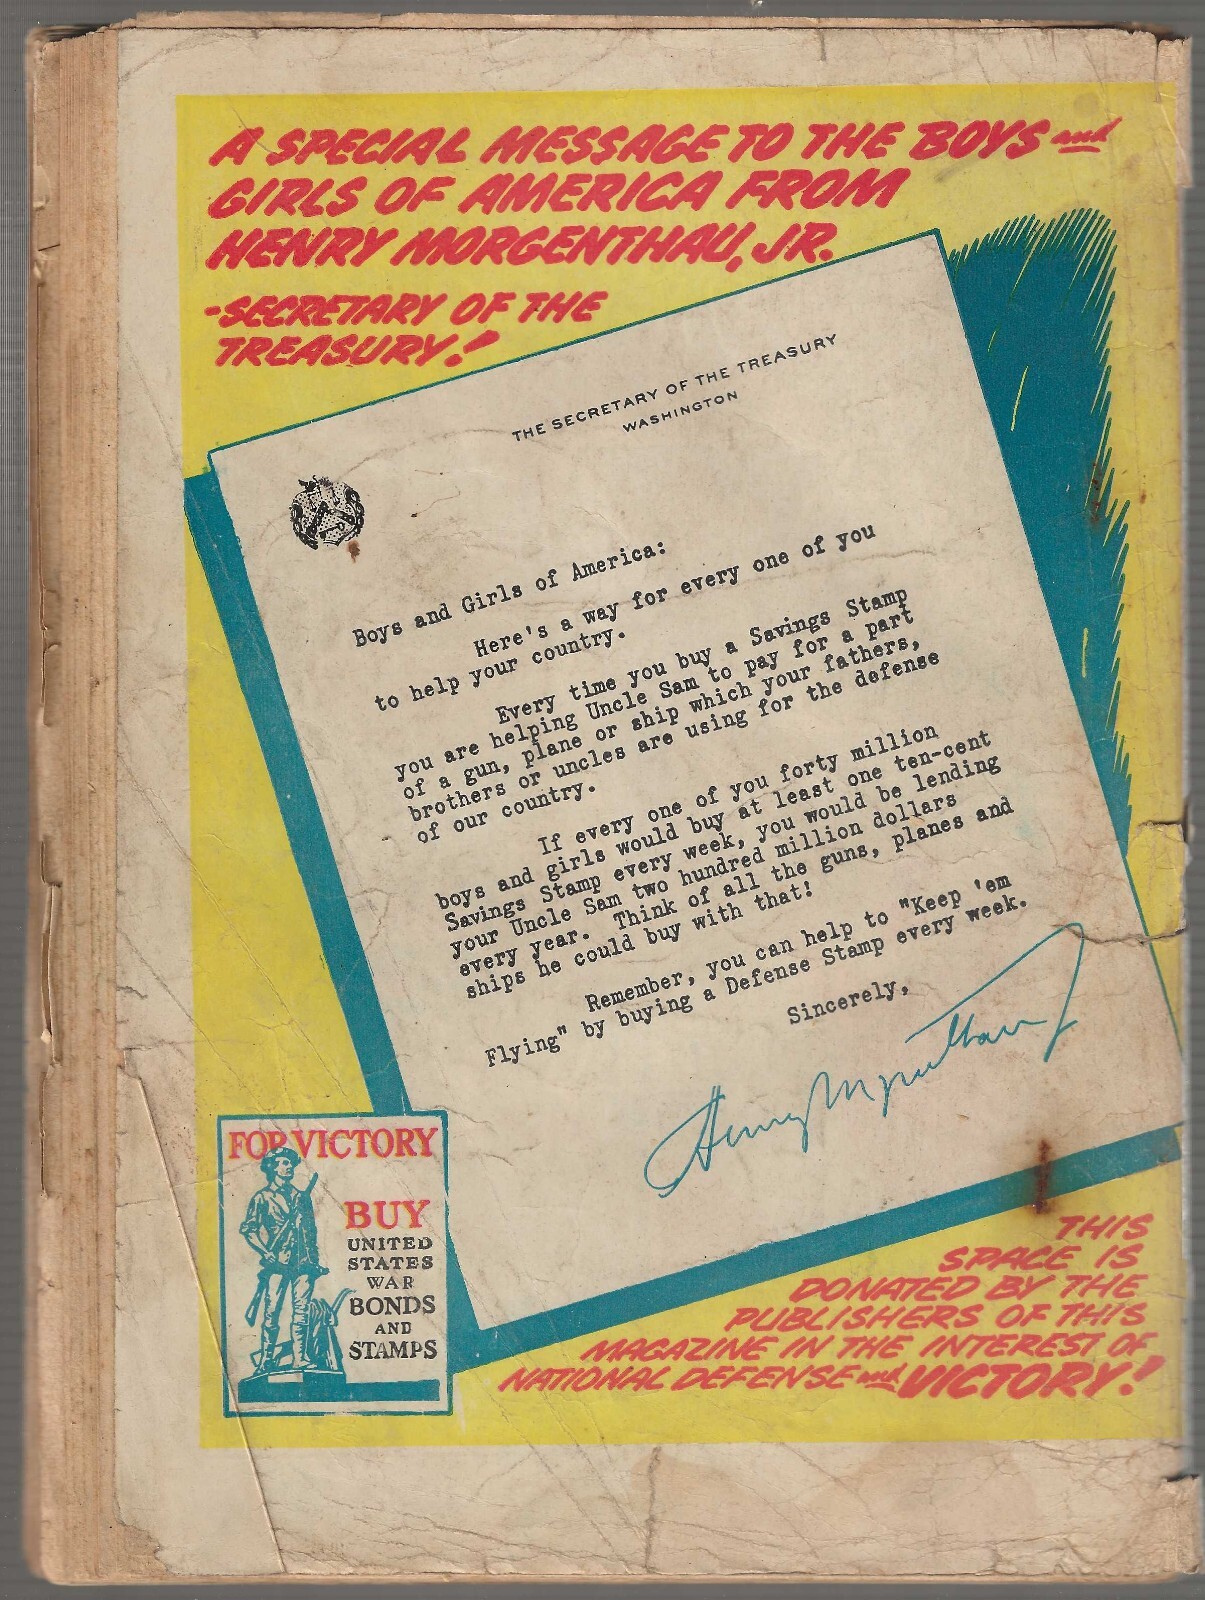 A SPECIAL MESSAGE TO THE BOYS and
GIRLS OF AMERICA FROM
HENRY MORGENTHAU, JR.
-SECRETARY OF THE
TREASURY!
THE SECRETARY OF THE TREASURY
WASHINGTON
Boys and Girls of America:
Here's a way for every one of you
to help your country.
Every time you buy a Savings Stamp
you are helping Uncle Sam to pay for a part
of a gun, plane or ship which your fathers,
brothers or uncles are using for the defense
of our country.
If every one of you forty million
boys and girls would buy at least one ten-cent
Savings Stamp every week, you would be lending
your Uncle Sam two hundred million dollars
every year. Think of all the guns, planes and
ships he could buy with that!
Remember, you can help to "Keep 'em
Flying" by buying a Defense Stamp every week.
Sincerely,
Henry Morgenthau Jr
FOR VICTORY
BUY
UNITED
STATES
WAR
BONDS
AND
STAMPS
THIS
SPACE IS
DONATED BY THE
PUBLISHERS OF THIS
MAGAZINE IN THE INTEREST OF
NATIONAL DEFENSE and VICTORY!